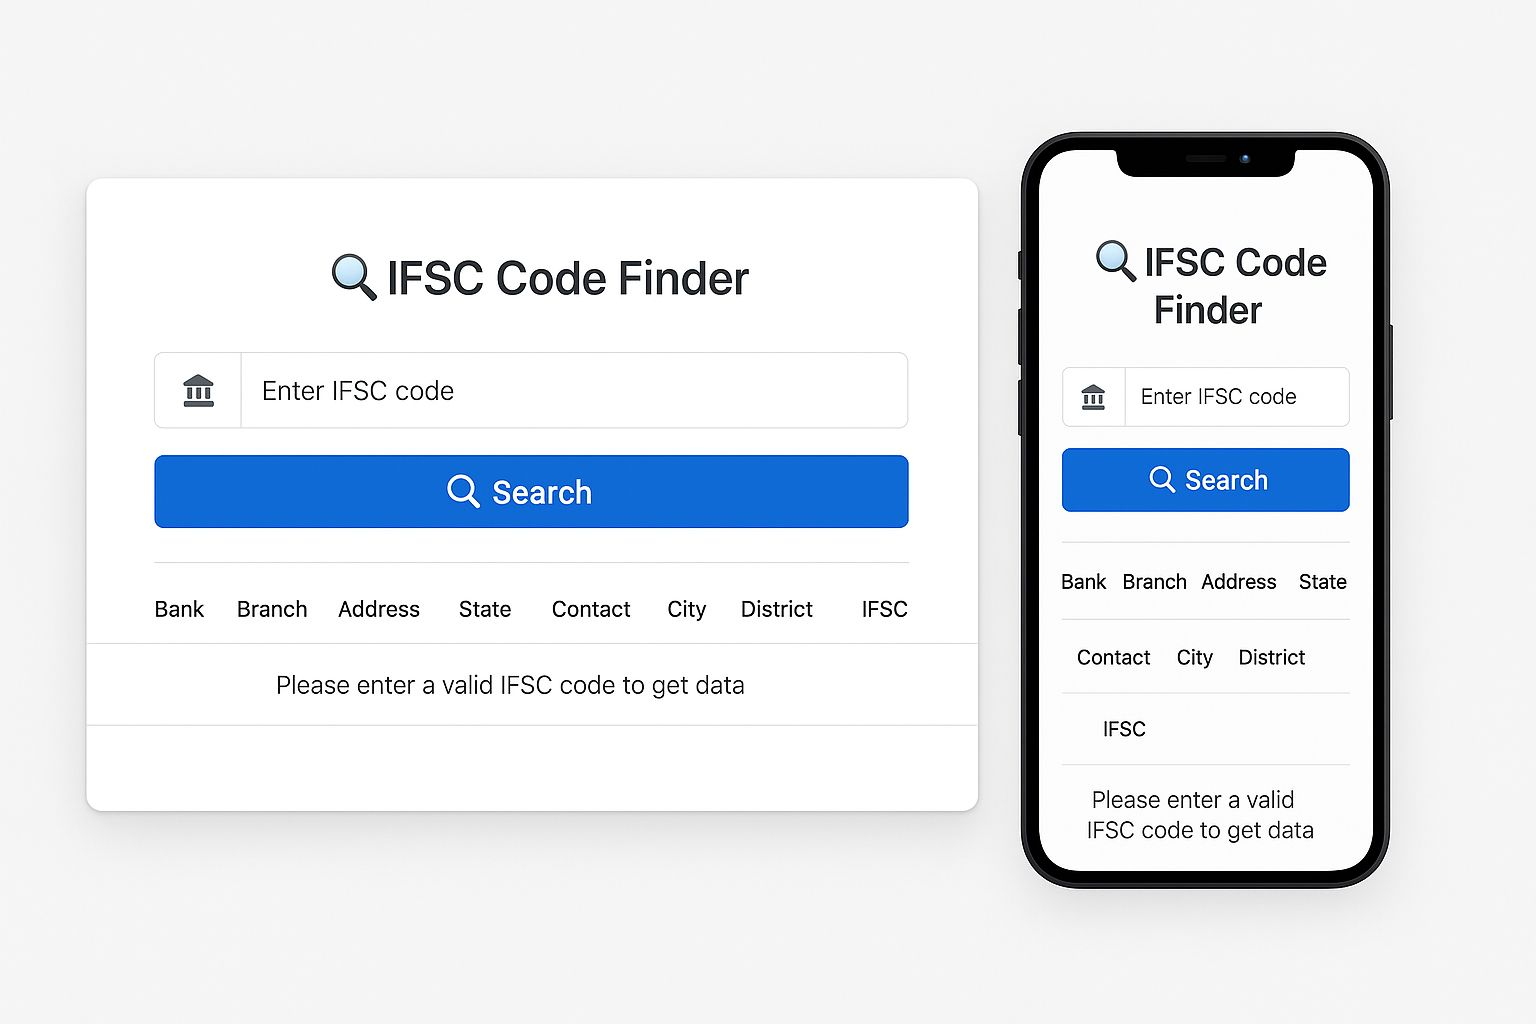 IFSC Code Finder
Enter IFSC code
Search
Bank Branch Address State Contact City District IFSC
Please enter a valid IFSC code to get data
IFSC Code
Finder
Enter IFSC code
Search
Bank Branch Address State
Contact City District
IFSC
Please enter a valid
IFSC code to get data